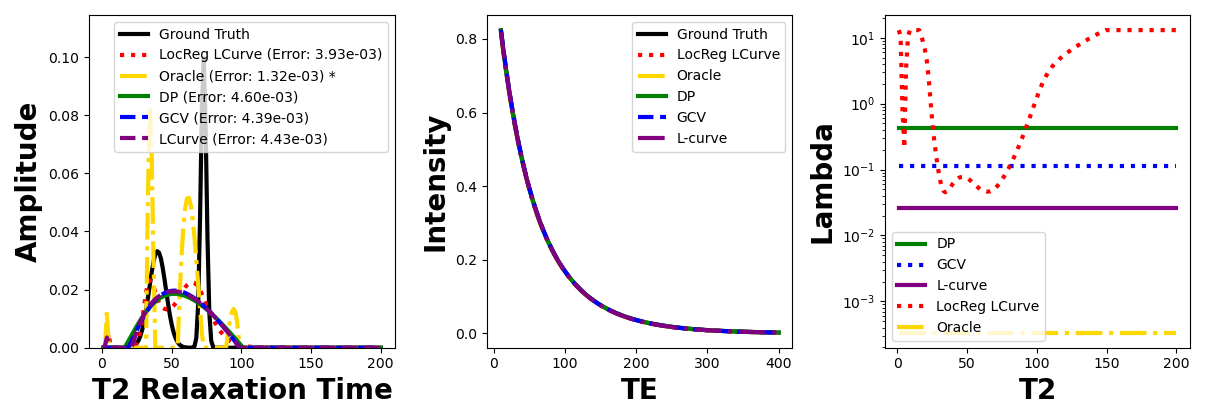 Amplitude
0.10
0.08
0.06
0.04
0.02
0.00
Ground Truth
LocReg LCurve (Error: 3.93e-03)
Oracle (Error: 1.32e-03) *
DP (Error: 4.60e-03)
GCV (Error: 4.39e-03)
LCurve (Error: 4.43e-03)
0 50 100 150 200
T2 Relaxation Time
Intensity
0.8
0.6
0.4
0.2
0.0
Ground Truth
LocReg LCurve
Oracle
DP
GCV
L-curve
0 100 200 300 400
TE
Lambda
10¹
10⁰
10⁻¹
10⁻²
10⁻³
DP
GCV
L-curve
LocReg LCurve
Oracle
0 50 100 150 200
T2